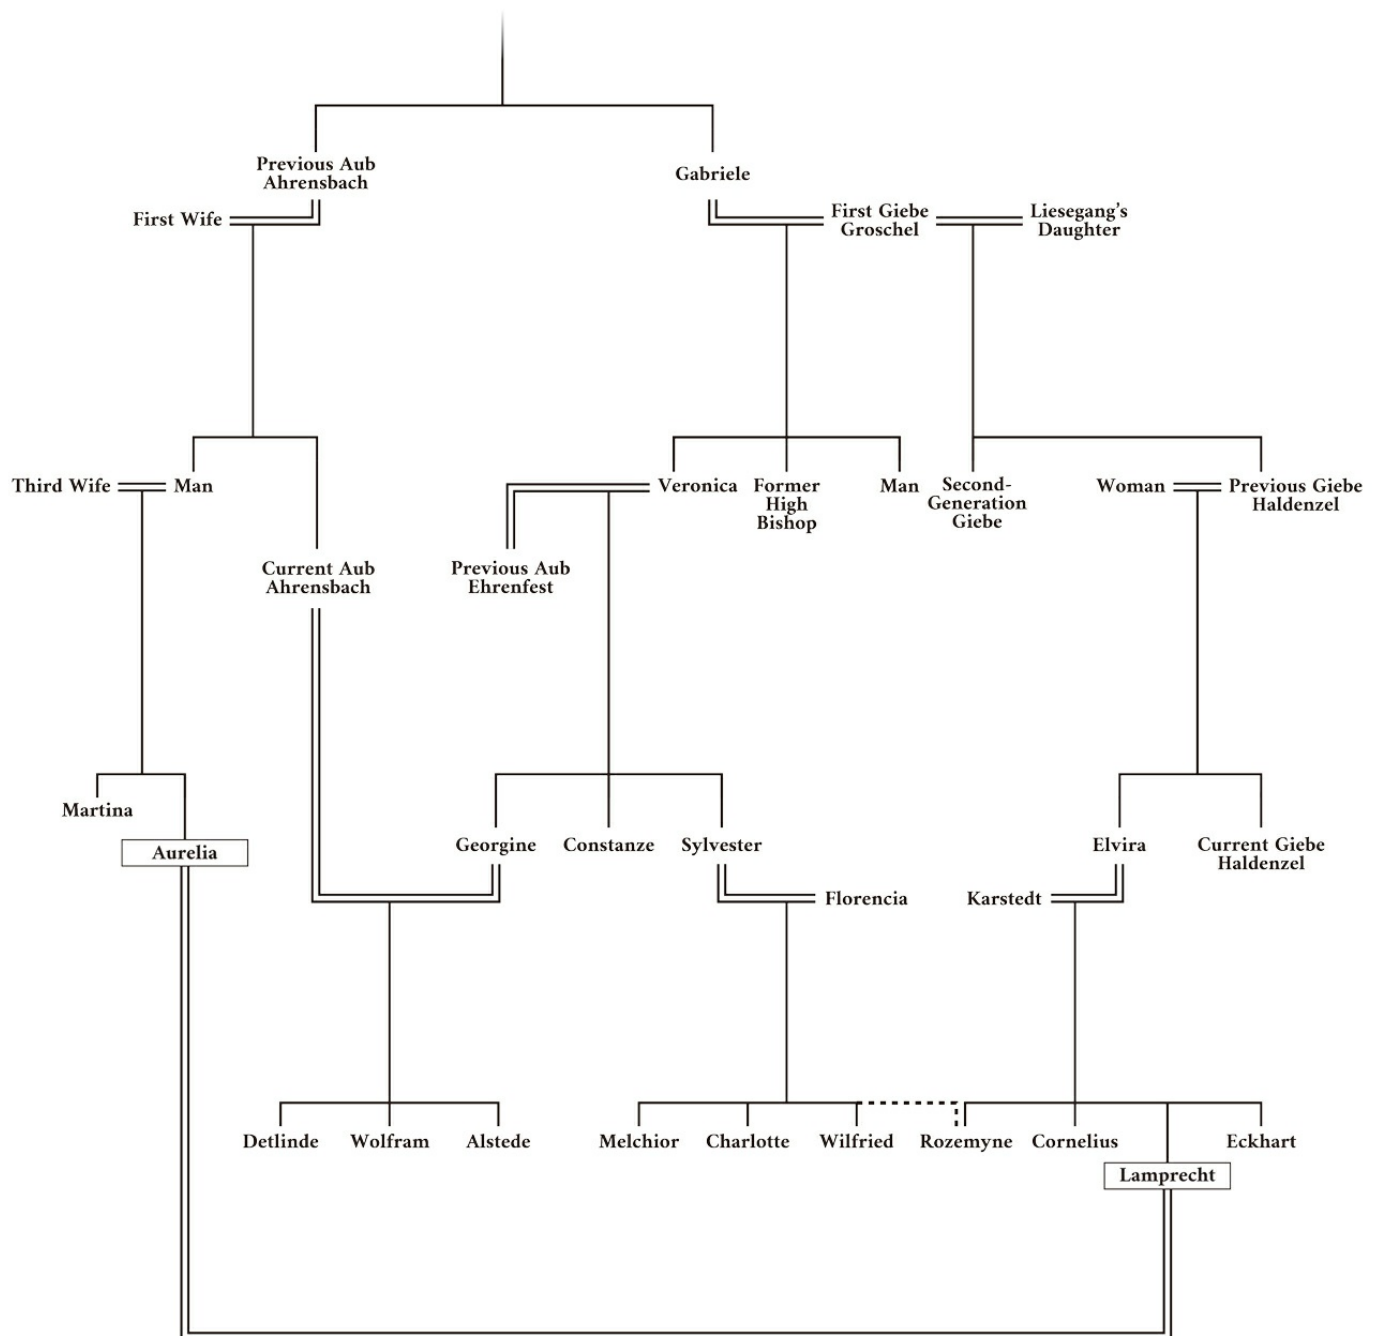 Previous Aub
Ahrensbach
Gabriele
First Wife
First Giebe
Groschel
Liesegang's
Daughter
Third Wife
Man
Veronica
Former
High
Bishop
Man
Second-
Generation
Giebe
Woman
Previous Giebe
Haldenzel
Current Aub
Ahrensbach
Previous Aub
Ehrenfest
Martina
Aurelia
Georgine
Constanze
Sylvester
Elvira
Current Giebe
Haldenzel
Florencia
Karstedt
Detlinde
Wolfram
Alstede
Melchior
Charlotte
Wilfried
Rozemyne
Cornelius
Eckhart
Lamprecht